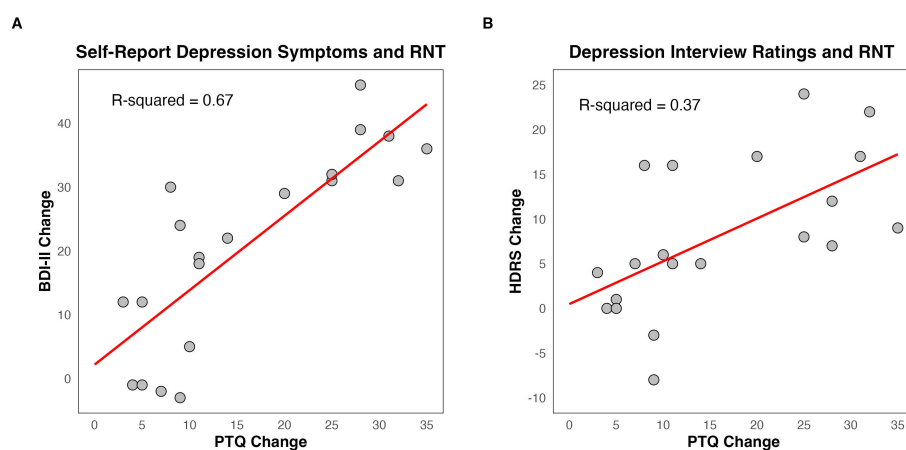 A
Self-Report Depression Symptoms and RNT
R-squared = 0.67
BDI-II Change
40
30
20
10
0
0 5 10 15 20 25 30 35
PTQ Change
B
Depression Interview Ratings and RNT
R-squared = 0.37
HDRS Change
25
20
15
10
5
0
-5
-10
0 5 10 15 20 25 30 35
PTQ Change